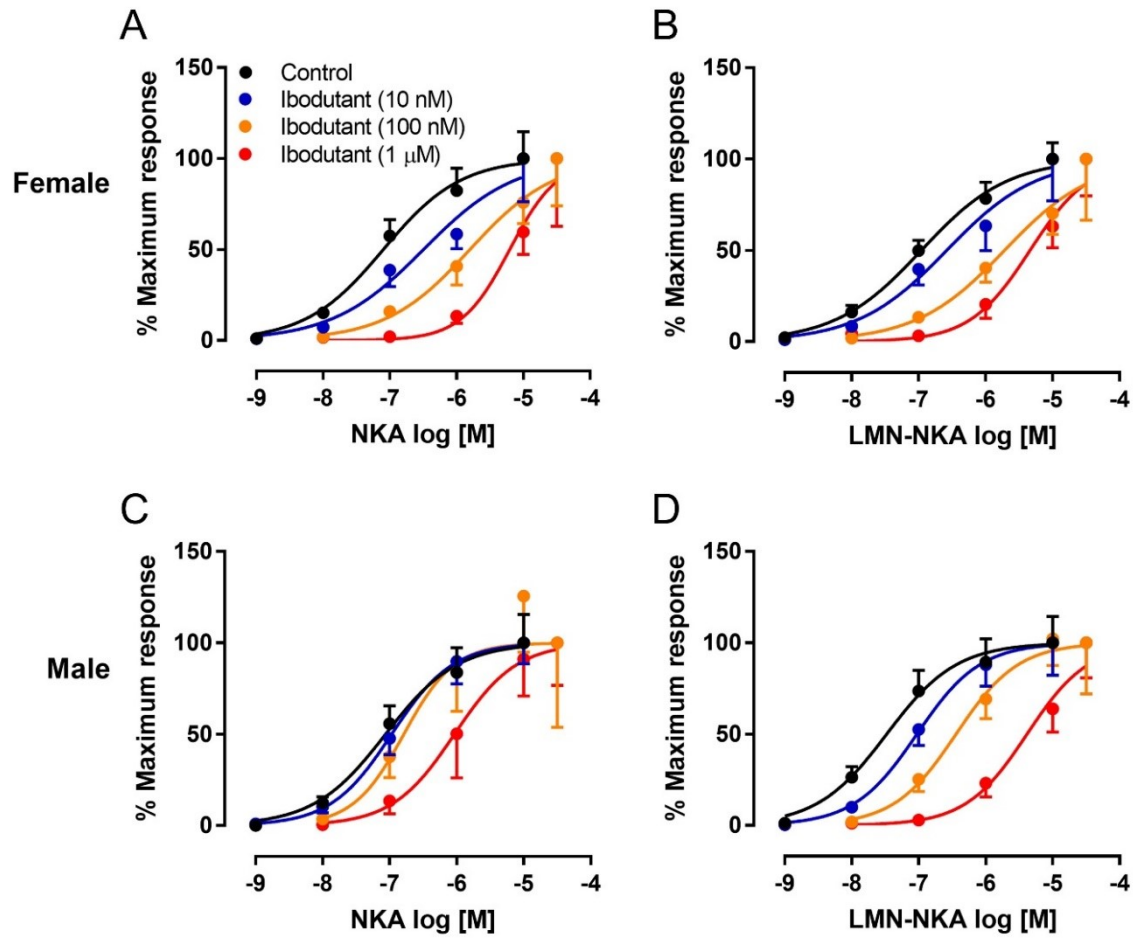 A
B
150
100
50
0
% Maximum response
Control
Ibodutant (10 nM)
Ibodutant (100 nM)
Ibodutant (1 μM)
-9 -8 -7 -6 -5 -4
NKA log [M]
150
100
50
0
% Maximum response
-9 -8 -7 -6 -5 -4
LMN-NKA log [M]
Female
C
D
150
100
50
0
% Maximum response
-9 -8 -7 -6 -5 -4
NKA log [M]
150
100
50
0
% Maximum response
-9 -8 -7 -6 -5 -4
LMN-NKA log [M]
Male